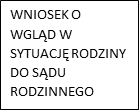 WNIOSEK O
WGLĄD W
SYTUACJĘ RODZINY
DO SĄDU
RODZINNEGO